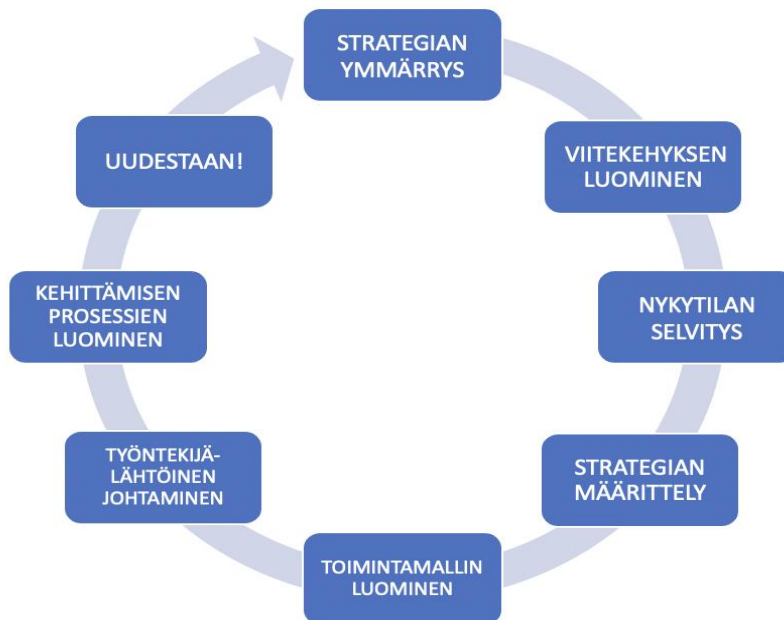 STRATEGIAN
YMMÄRRYS
VIITEKEHYKSEN
LUOMINEN
NYKYTILAN
SELVITYS
STRATEGIAN
MÄÄRITTELY
TOIMINTAMALLIN
LUOMINEN
TYÖNTEKIJÄ-
LÄHTÖINEN
JOHTAMINEN
KEHITTÄMISEN
PROSESSIEN
LUOMINEN
UUDESTAAN!